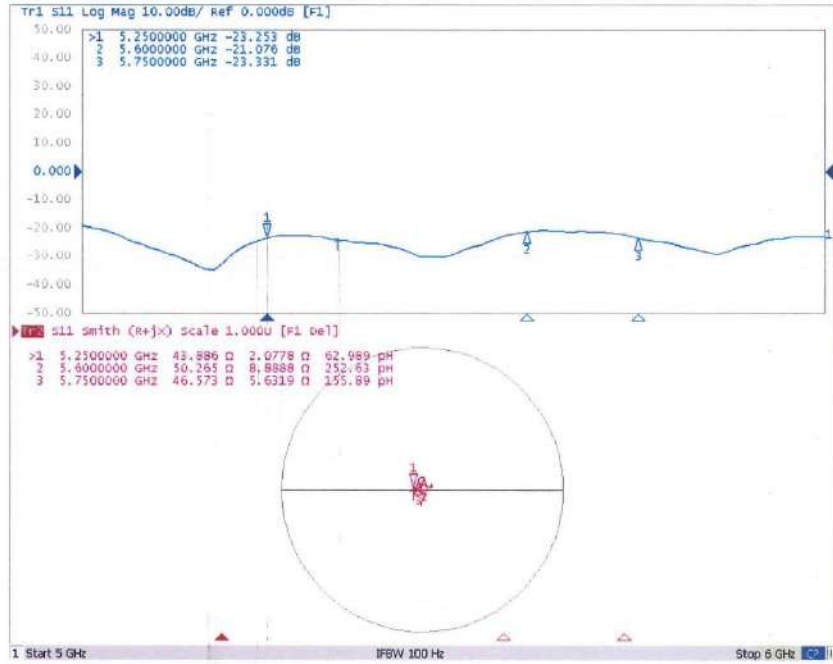 Tr1 S11 Log Mag 10.00dB/ Ref 0.000dB [F1]
50.00
40.00
30.00
20.00
10.00
0.000
-10.00
-20.00
-30.00
-40.00
-50.00
>1 5.2500000 GHz -23.253 dB
2 5.6000000 GHz -21.076 dB
3 5.7500000 GHz -23.331 dB
1
2
3
1
S11 Smith (R+jX) Scale 1.000U [F1 Del]
>1 5.2500000 GHz 43.886 Ω 2.0778 Ω 62.989 pH
2 5.6000000 GHz 50.265 Ω 8.8888 Ω 252.63 pH
3 5.7500000 GHz 46.573 Ω 5.6319 Ω 155.89 pH
1
1 Start 5 GHz IFBW 100 Hz Stop 6 GHz